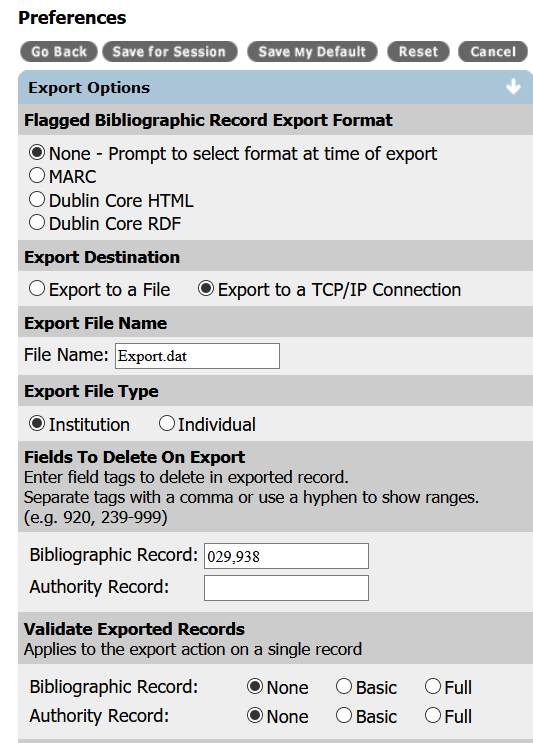 Preferences
Go Back Save for Session Save My Default Reset Cancel
Export Options
Flagged Bibliographic Record Export Format
None - Prompt to select format at time of export
MARC
Dublin Core HTML
Dublin Core RDF
Export Destination
Export to a File Export to a TCP/IP Connection
Export File Name
File Name: Export.dat
Export File Type
Institution Individual
Fields To Delete On Export
Enter field tags to delete in exported record.
Separate tags with a comma or use a hyphen to show ranges.
(e.g. 920, 239-999)
Bibliographic Record: 029,938
Authority Record:
Validate Exported Records
Applies to the export action on a single record
Bibliographic Record: None Basic Full
Authority Record: None Basic Full